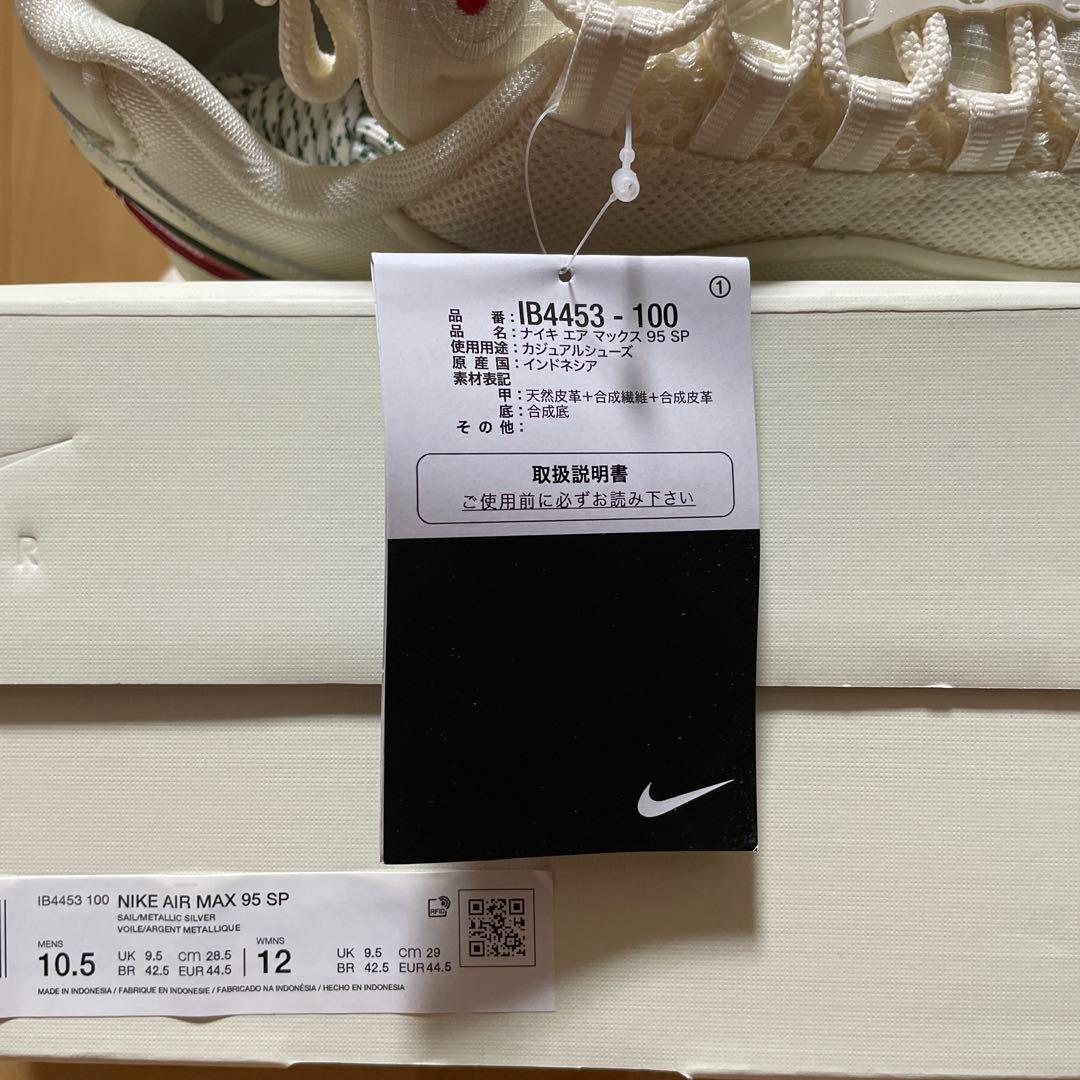 ①
品番：IB4453 - 100
品名：ナイキ エア マックス 95 SP
使用用途：カジュアルシューズ
原産国：インドネシア
素材表記
甲：天然皮革＋合成繊維＋合成皮革
底：合成底
その他：
取扱説明書
ご使用前に必ずお読み下さい
R
IB4453 100 NIKE AIR MAX 95 SP
SAIL/METALLIC SILVER
VOILE/ARGENT METALLIQUE
RFID
MENS
10.5
UK 9.5 cm 28.5
BR 42.5 EUR 44.5
WMNS
12
UK 9.5 cm 29
BR 42.5 EUR 44.5
MADE IN INDONESIA / FABRIQUE EN INDONESIE / FABRICADO NA INDONÉSIA / HECHO EN INDONESIA